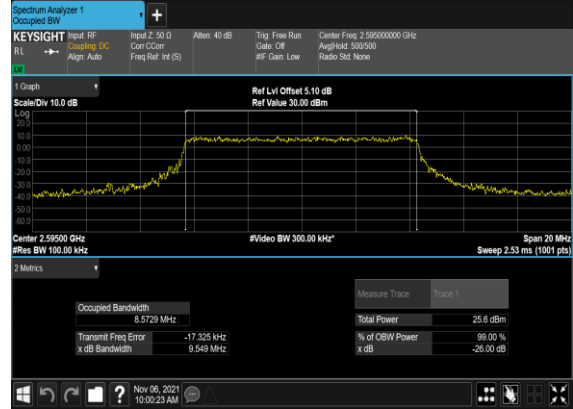 Spectrum Analyzer 1
Occupied BW
KEYSIGHT Input: RF Input Z: 50 Ω Atten: 40 dB Trig: Free Run Center Freq: 2.595000000 GHz
RL Coupling: DC Corr CCorr Gate: Off Avg|Hold: 500/500
Align: Auto Freq Ref: Int (S) #IF Gain: Low Radio Std: None
LNI
1 Graph Ref Lvl Offset 5.10 dB
Scale/Div 10.0 dB Ref Value 30.00 dBm
Log
20.0
10.0
0.00
-10.0
-20.0
-30.0
-40.0
-50.0
-60.0
Center 2.59500 GHz #Video BW 300.00 kHz* Span 20 MHz
#Res BW 100.00 kHz Sweep 2.53 ms (1001 pts)
2 Metrics
Measure Trace Trace 1
Occupied Bandwidth
8.5729 MHz Total Power 25.6 dBm
Transmit Freq Error -17.325 kHz % of OBW Power 99.00 %
x dB Bandwidth 9.549 MHz x dB -26.00 dB
Nov 06, 2021
10:00:23 AM